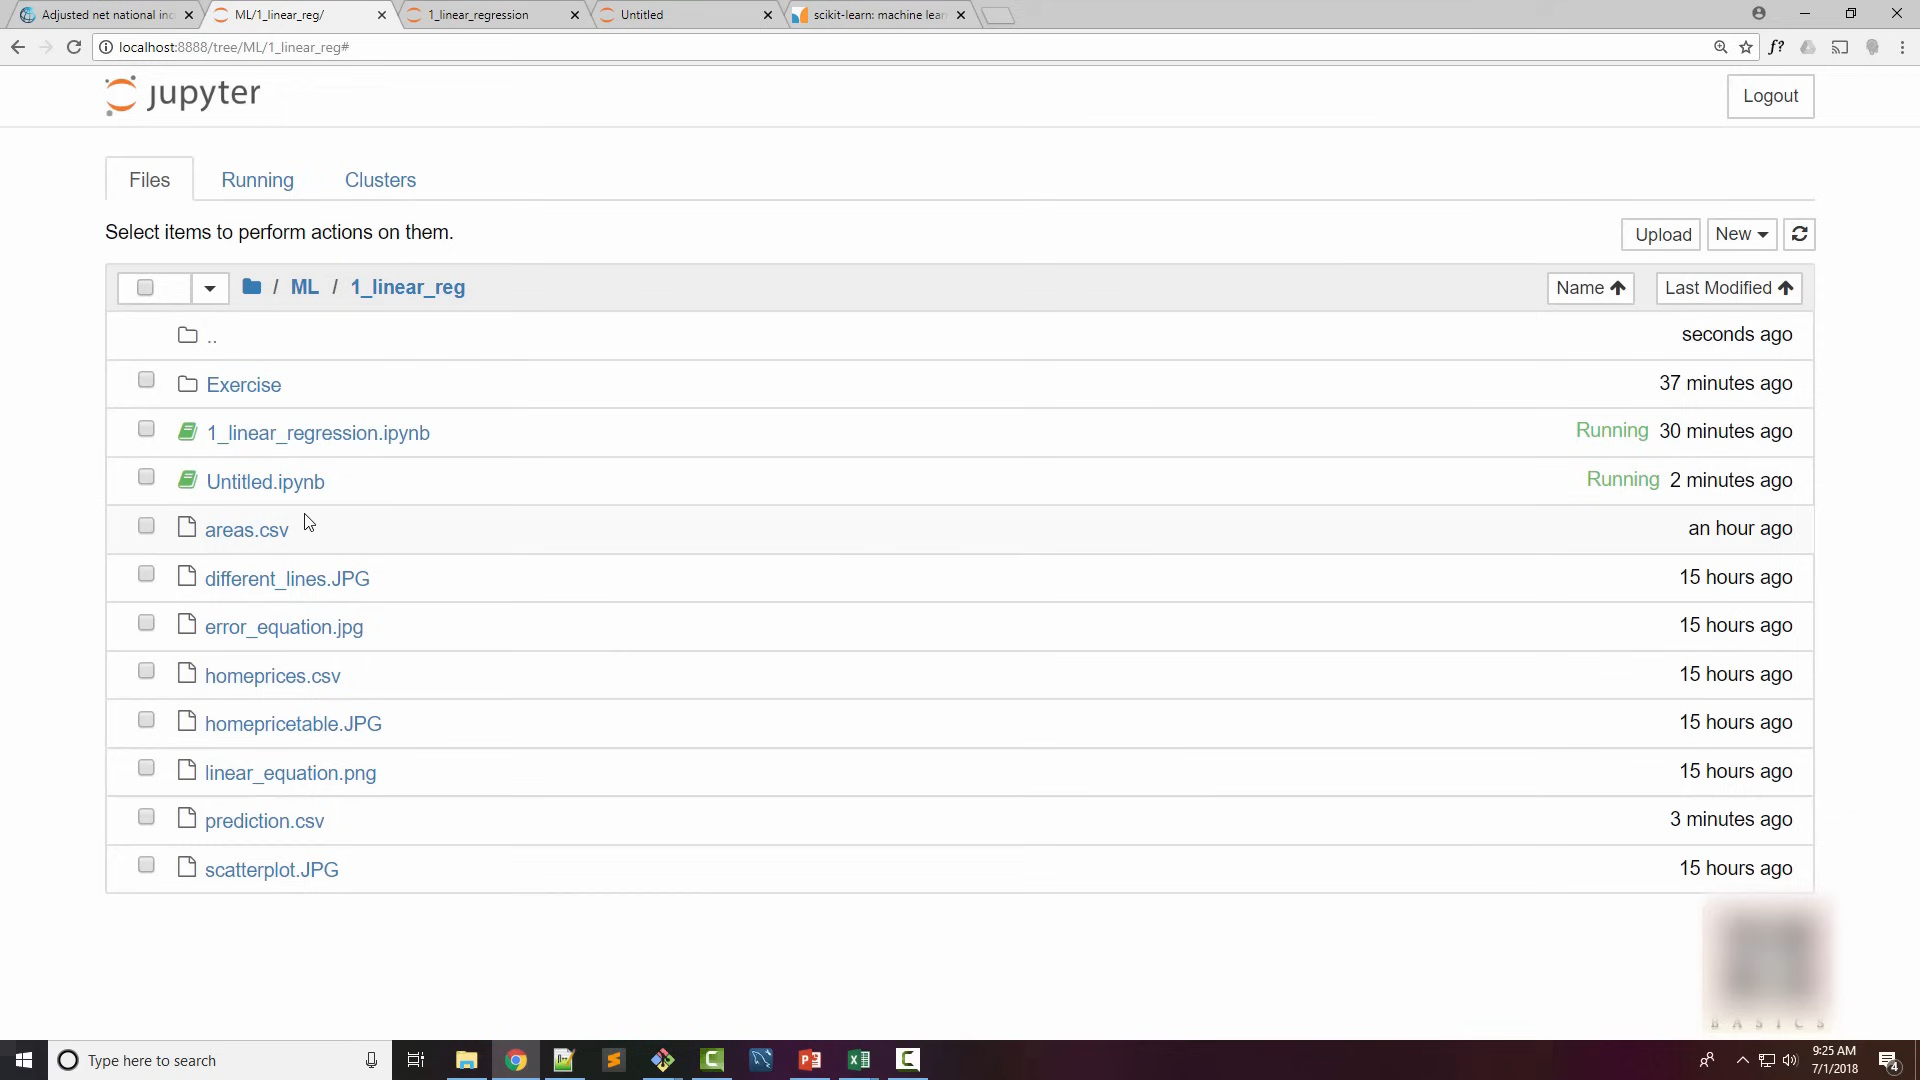 Adjusted net national inc
ML/1_linear_reg/
1_linear_regression
Untitled
scikit-learn: machine lear
localhost:8888/tree/ML/1_linear_reg#
f?
jupyter
Logout
Files
Running
Clusters
Select items to perform actions on them.
Upload
New
/ ML / 1_linear_reg
Name
Last Modified
..
seconds ago
Exercise
37 minutes ago
1_linear_regression.ipynb
Running 30 minutes ago
Untitled.ipynb
Running 2 minutes ago
areas.csv
an hour ago
different_lines.JPG
15 hours ago
error_equation.jpg
15 hours ago
homeprices.csv
15 hours ago
homepricetable.JPG
15 hours ago
linear_equation.png
15 hours ago
prediction.csv
3 minutes ago
scatterplot.JPG
15 hours ago
BASICS
Type here to search
9:25 AM
7/1/2018
4